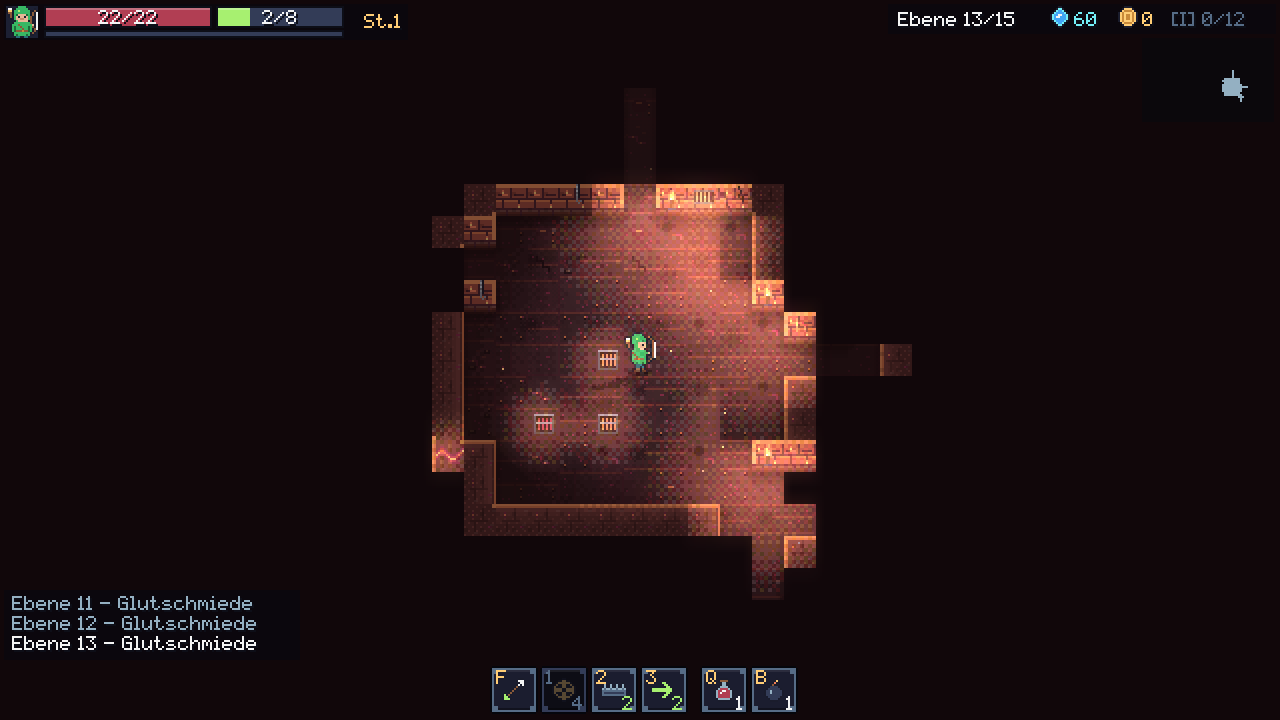 22/22
2/8
St.1
Ebene 13/15
60
0
[I] 0/12
Ebene 11 – Glutschmiede
Ebene 12 – Glutschmiede
Ebene 13 – Glutschmiede
F
1
4
2
2
3
2
Q
1
B
1